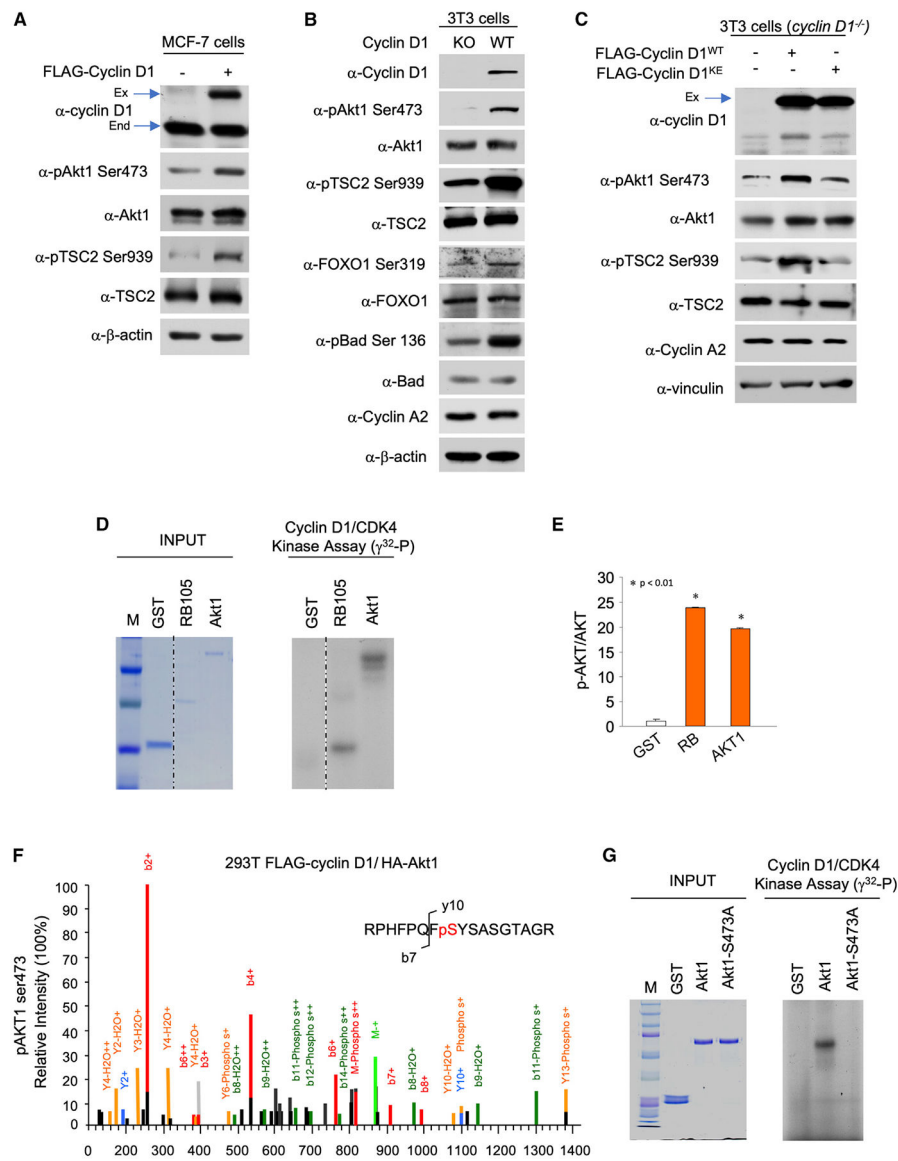 A
MCF-7 cells
FLAG-Cyclin D1 - +
Ex
α-cyclin D1
End
α-pAkt1 Ser473
α-Akt1
α-pTSC2 Ser939
α-TSC2
α-β-actin
B
3T3 cells
Cyclin D1 KO WT
α-Cyclin D1
α-pAkt1 Ser473
α-Akt1
α-pTSC2 Ser939
α-TSC2
α-FOXO1 Ser319
α-FOXO1
α-pBad Ser 136
α-Bad
α-Cyclin A2
α-β-actin
C
3T3 cells (cyclin D1-/-)
FLAG-Cyclin D1WT - + -
FLAG-Cyclin D1KE - - +
Ex
α-cyclin D1
α-pAkt1 Ser473
α-Akt1
α-pTSC2 Ser939
α-TSC2
α-Cyclin A2
α-vinculin
D
INPUT
M GST RB105 Akt1
Cyclin D1/CDK4
Kinase Assay (γ32-P)
GST RB105 Akt1
E
* p < 0.01
p-AKT/AKT
30
25
20
15
10
5
0
* *
GST RB AKT1
F
293T FLAG-cyclin D1/ HA-Akt1
pAKT1 ser473
Relative Intensity (100%)
100
90
80
70
60
50
40
30
20
10
0
y10
RPHFPQFpSYSASGTAGR
b7
Y4-H2O++
Y2-H2O+
Y2+
Y3-H2O+
b2+
Y4-H2O+
b6++
Y4-H2O+
b3+
Y6-Phospho s+
b8-H2O++
b4+
b9-H2O++
b11-Phospho s++
b12-Phospho s++
b6+
b14-Phospho s++
M-Phospho s++
M-+
b7+
b8-H2O+
b8+
Y10-H2O+
Y10+
Phospho s+
b9-H2O+
b11-Phospho s+
Y13-Phospho s+
0 200 300 400 500 600 700 800 900 1000 1100 1200 1300 1400
G
INPUT
M GST Akt1 Akt1-S473A
Cyclin D1/CDK4
Kinase Assay (γ32-P)
GST Akt1 Akt1-S473A